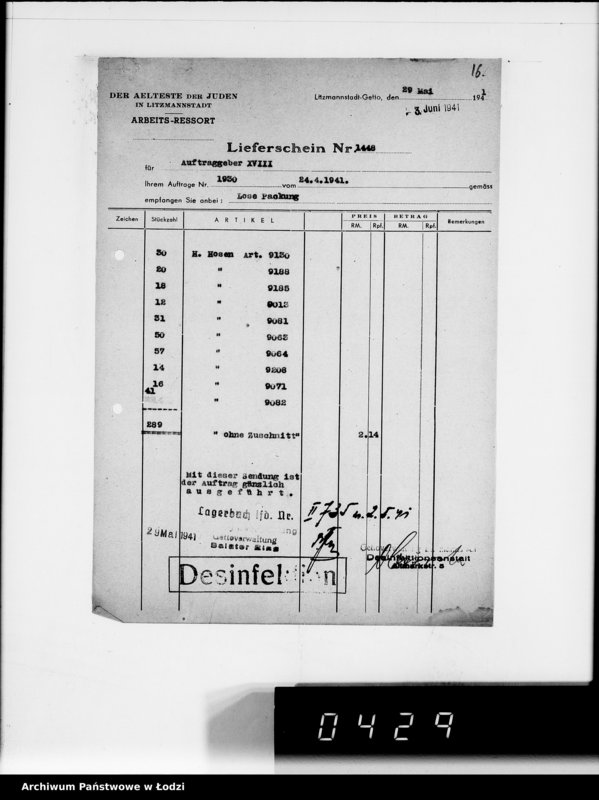 16.
DER AELTESTE DER JUDEN
IN LITZMANNSTADT
ARBEITS-RESSORT
Litzmannstadt-Getto, den 29 Mai 1941
3. Juni 1941
Lieferschein Nr. 1448
für Auftraggeber XVIII
Ihrem Auftrage Nr. 1930 vom 24.4.1941. gemäss
empfangen Sie anbei: Lose Packung
Zeichen Stückzahl ARTIKEL PREIS BETRAG Bemerkungen
RM. Rpf. RM. Rpf.
30 H. Hosen Art. 9130
20 " 9188
18 " 9185
12 " 9013
31 " 9081
50 " 9063
57 " 9064
14 " 9206
16 " 9071
41 " 9082
289
" ohne Zuschnitt" 2.14
Mit dieser Sendung ist
der Auftrag gänzlich
ausgeführt.
Lagerbuch lfd. Nr. II 735
29 Mai 1941
Gettoverwaltung
Desinfektion
0429
Archiwum Państwowe w Łodzi